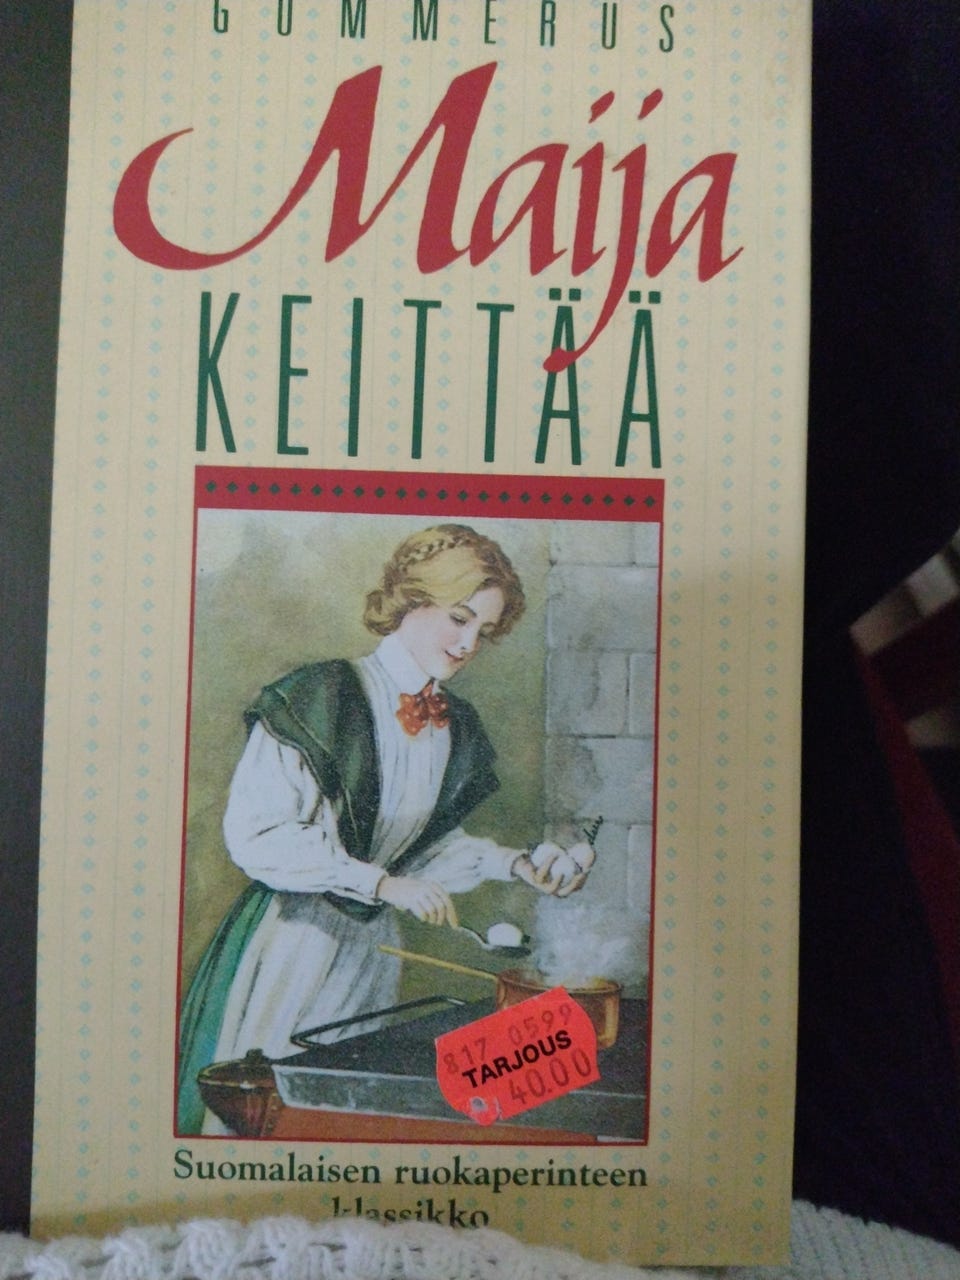 GUMMERUS
Maija
KEITTÄÄ
817 0599
TARJOUS
40.00
Suomalaisen ruokaperinteen
klassikko